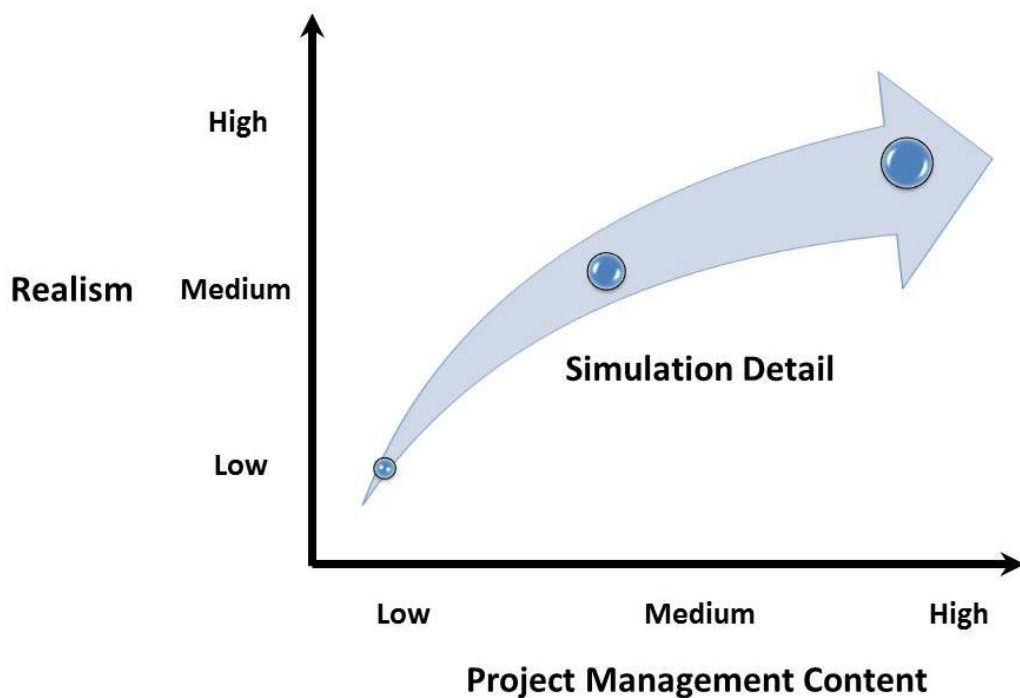 High
Realism
Medium
Simulation Detail
Low
Low
Medium
High
Project Management Content